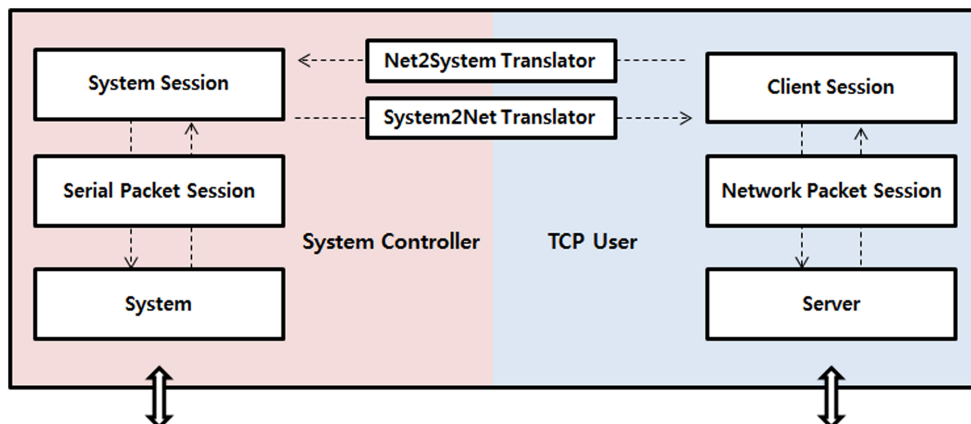 Net2System Translator
System Session
Client Session
System2Net Translator
Serial Packet Session
Network Packet Session
System Controller
TCP User
System
Server